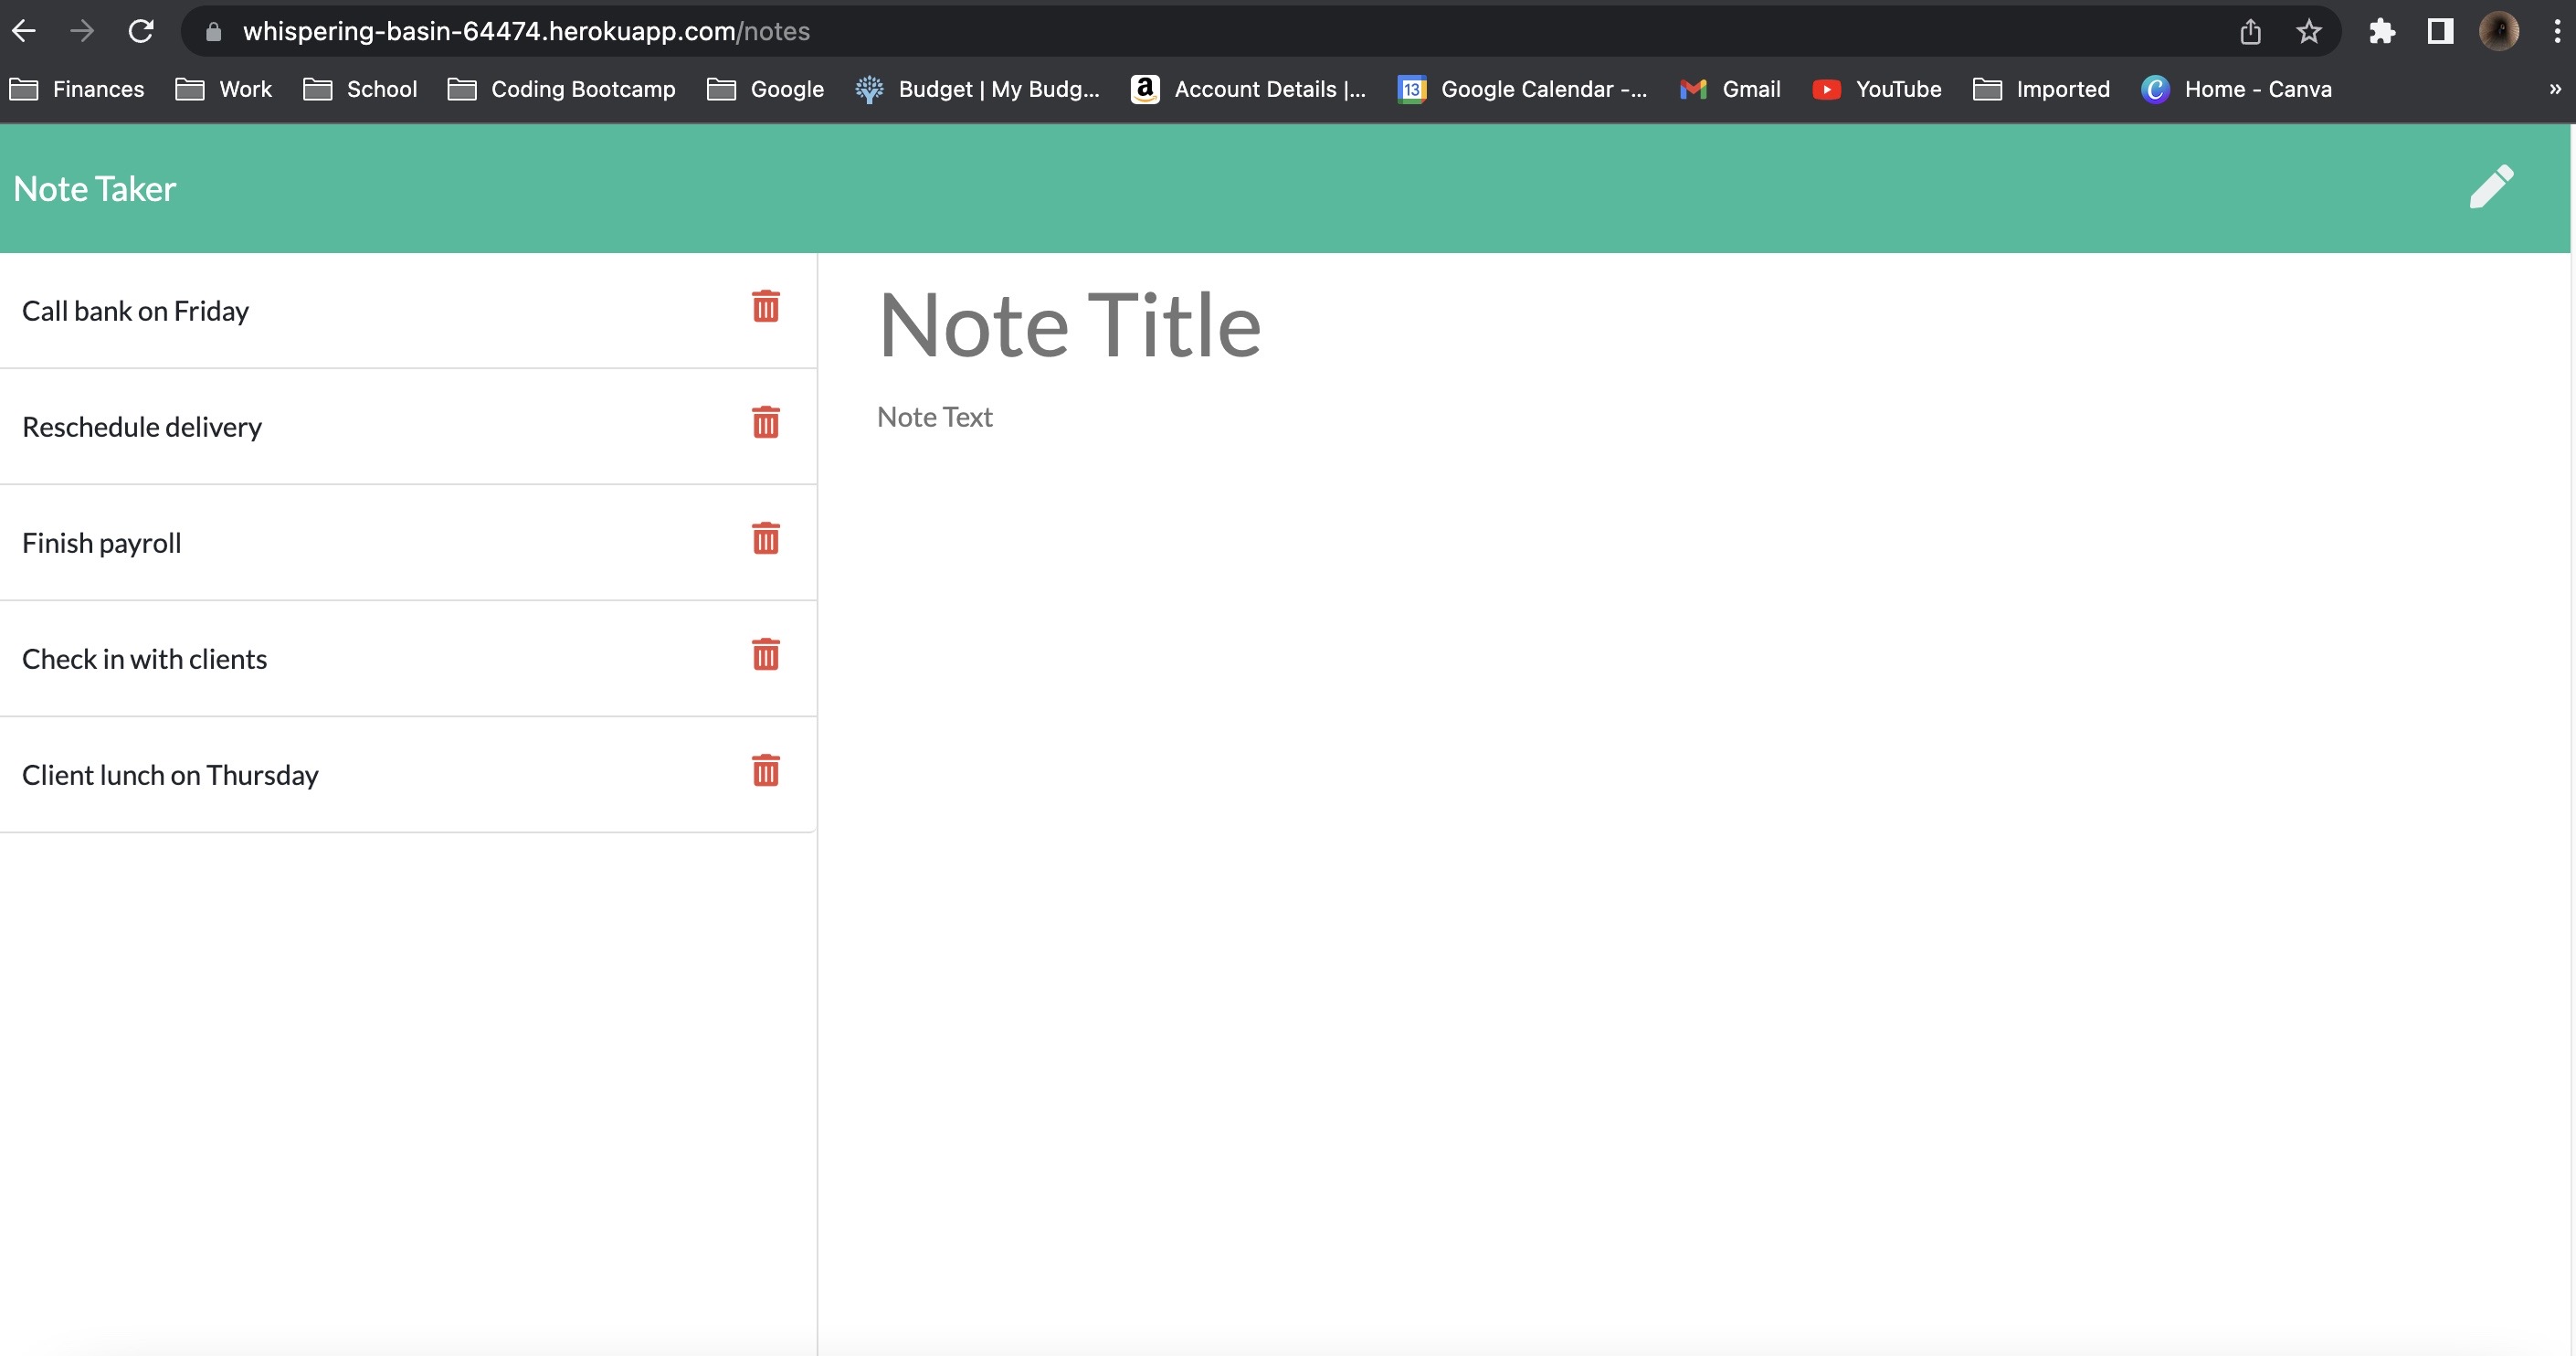 whispering-basin-64474.herokuapp.com/notes
Finances Work School Coding Bootcamp Google Budget | My Budg... a Account Details |... 13 Google Calendar -... Gmail YouTube Imported C Home - Canva »
Note Taker
Call bank on Friday
Reschedule delivery
Finish payroll
Check in with clients
Client lunch on Thursday
Note Title
Note Text